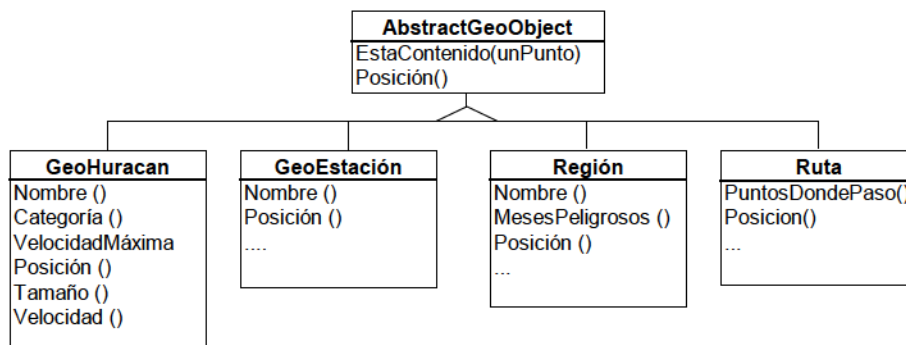 AbstractGeoObject
EstaContenido(unPunto)
Posición()
GeoHuracan
Nombre ()
Categoría ()
VelocidadMáxima
Posición ()
Tamaño ()
Velocidad ()
GeoEstación
Nombre ()
Posición ()
....
Región
Nombre ()
MesesPeligrosos ()
Posición ()
...
Ruta
PuntosDondePaso()
Posicion()
...